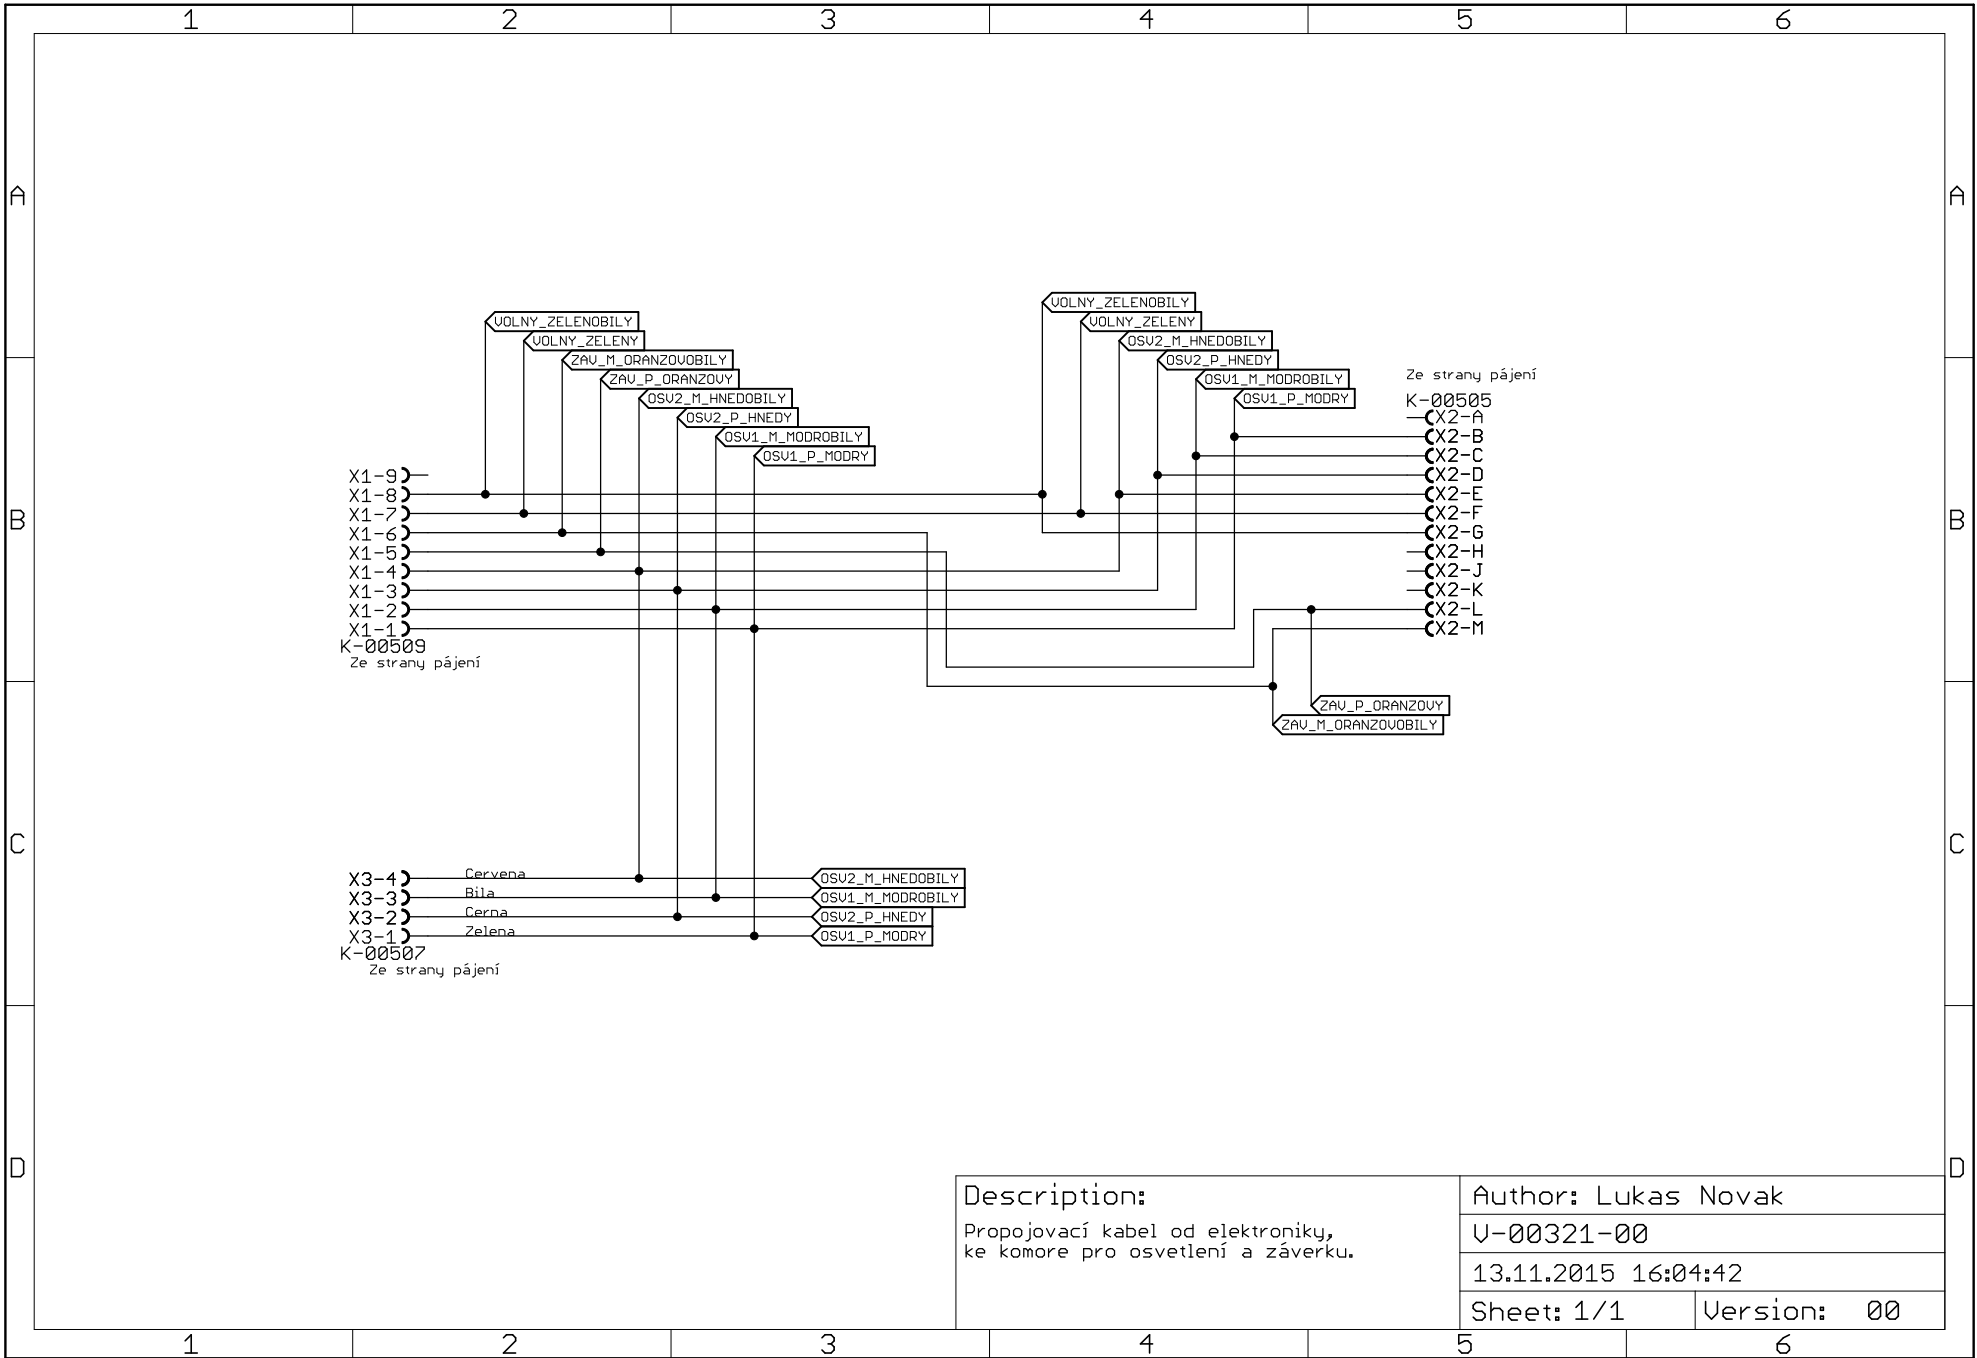 1 2 3 4 5 6
A A
VOLNY_ZELENOBILY
VOLNY_ZELENY
ZAV_M_ORANZOVOBILY
ZAV_P_ORANZOVY
OSV2_M_HNEDOBILY
OSV2_P_HNEDY
OSV1_M_MODROBILY
OSV1_P_MODRY
VOLNY_ZELENOBILY
VOLNY_ZELENY
OSV2_M_HNEDOBILY
OSV2_P_HNEDY
OSV1_M_MODROBILY
OSV1_P_MODRY
Ze strany pájení
K-00505
X2-A
X2-B
X2-C
X2-D
X2-E
X2-F
X2-G
X2-H
X2-J
X2-K
X2-L
X2-M
X1-9
X1-8
X1-7
X1-6
X1-5
X1-4
X1-3
X1-2
X1-1
K-00509
Ze strany pájení
B B
ZAV_P_ORANZOVY
ZAV_M_ORANZOVOBILY
C C
X3-4 Cervena OSV2_M_HNEDOBILY
X3-3 Bila OSV1_M_MODROBILY
X3-2 Cerna OSV2_P_HNEDY
X3-1 Zelena OSV1_P_MODRY
K-00507
Ze strany pájení
D D
Description:
Propojovací kabel od elektroniky,
ke komore pro osvetlení a záverku.
Author: Lukas Novak
V-00321-00
13.11.2015 16:04:42
Sheet: 1/1 Version: 00
1 2 3 4 5 6